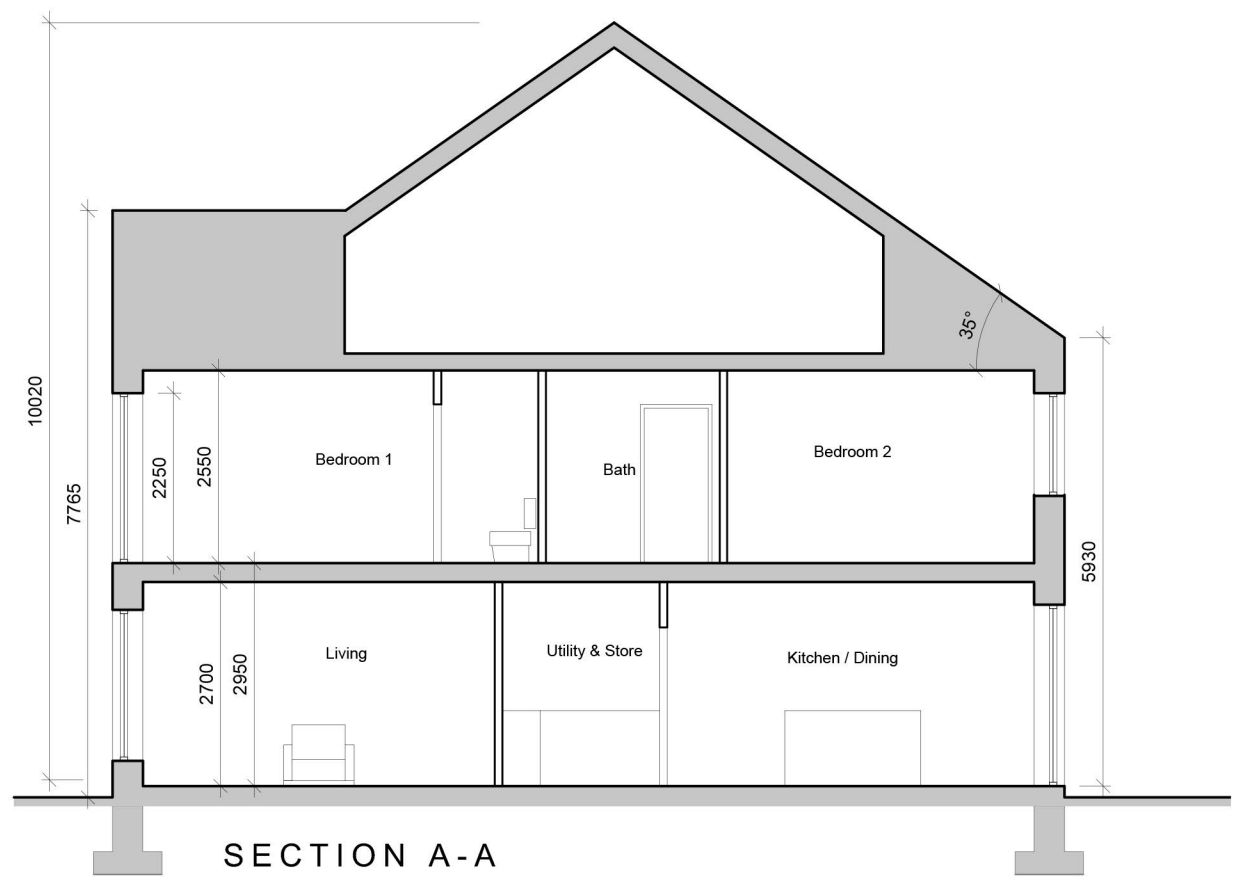 10020
7765
35°
2250
2550
Bedroom 1
Bath
Bedroom 2
5930
2700
2950
Living
Utility & Store
Kitchen / Dining
SECTION A-A